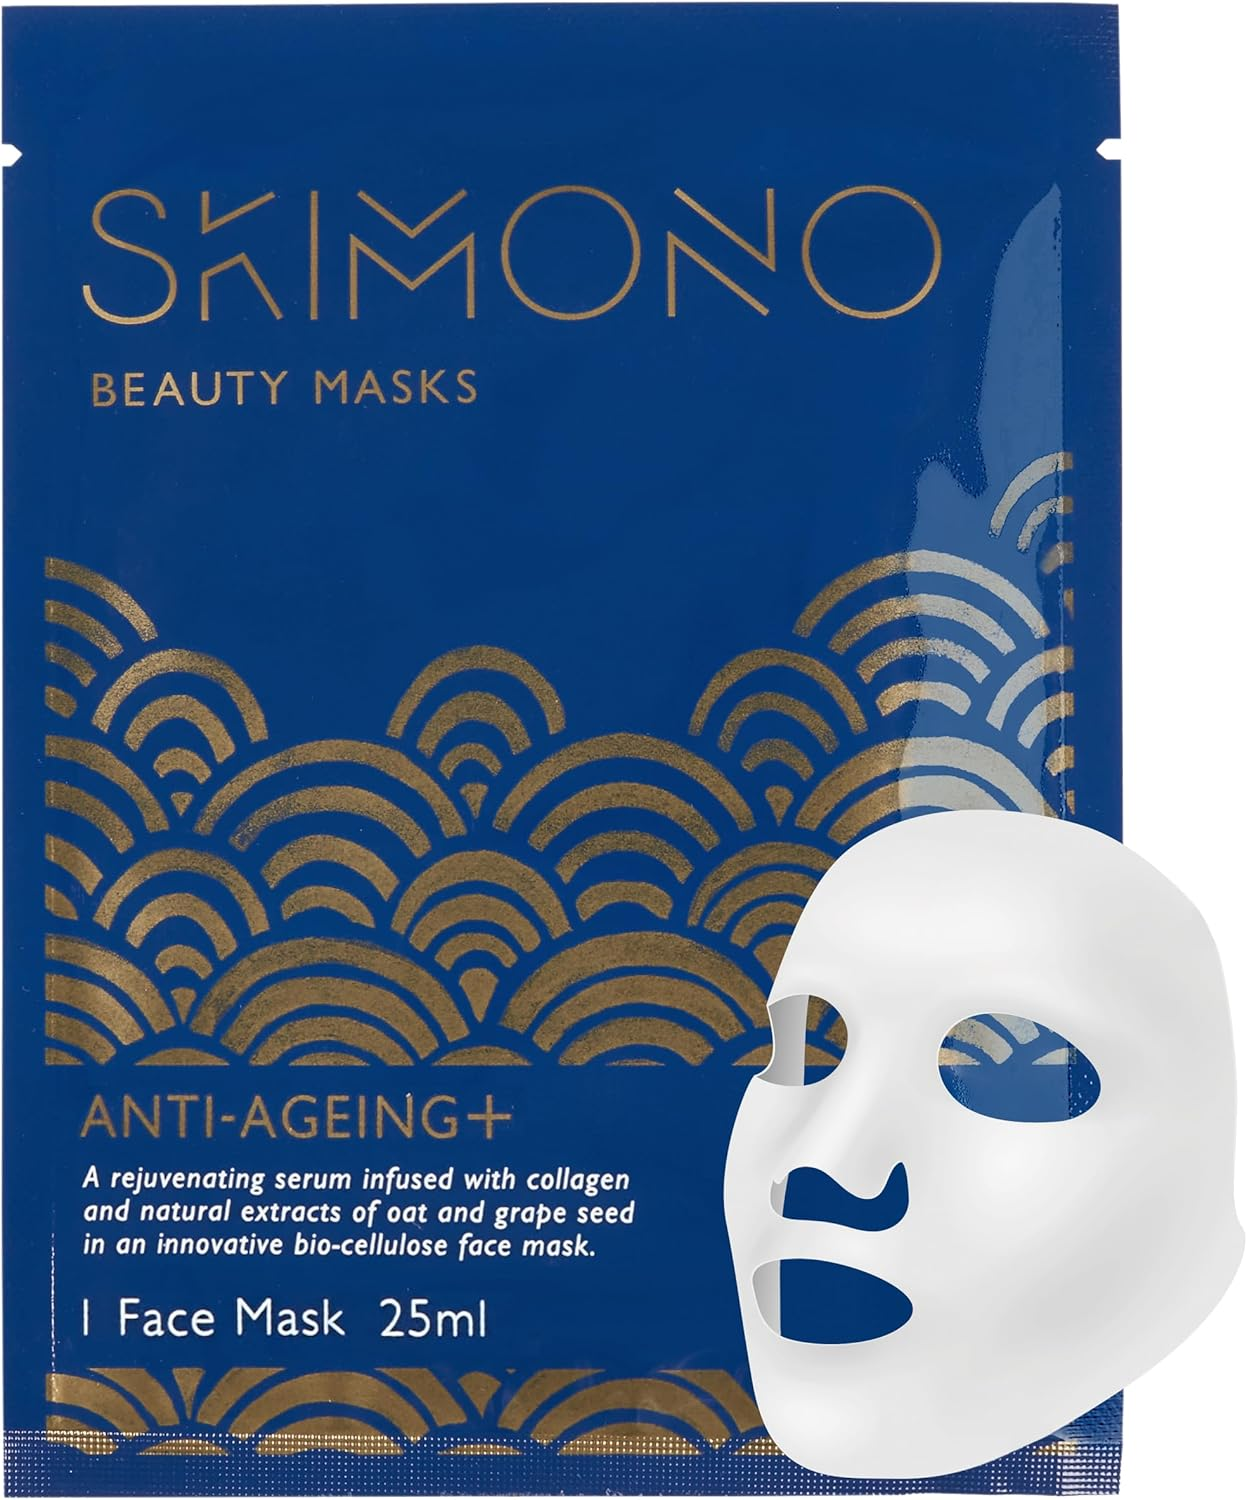 SKIMONO
BEAUTY MASKS
ANTI-AGEING+
A rejuvenating serum infused with collagen
and natural extracts of oat and grape seed
in an innovative bio-cellulose face mask.
1 Face Mask 25ml